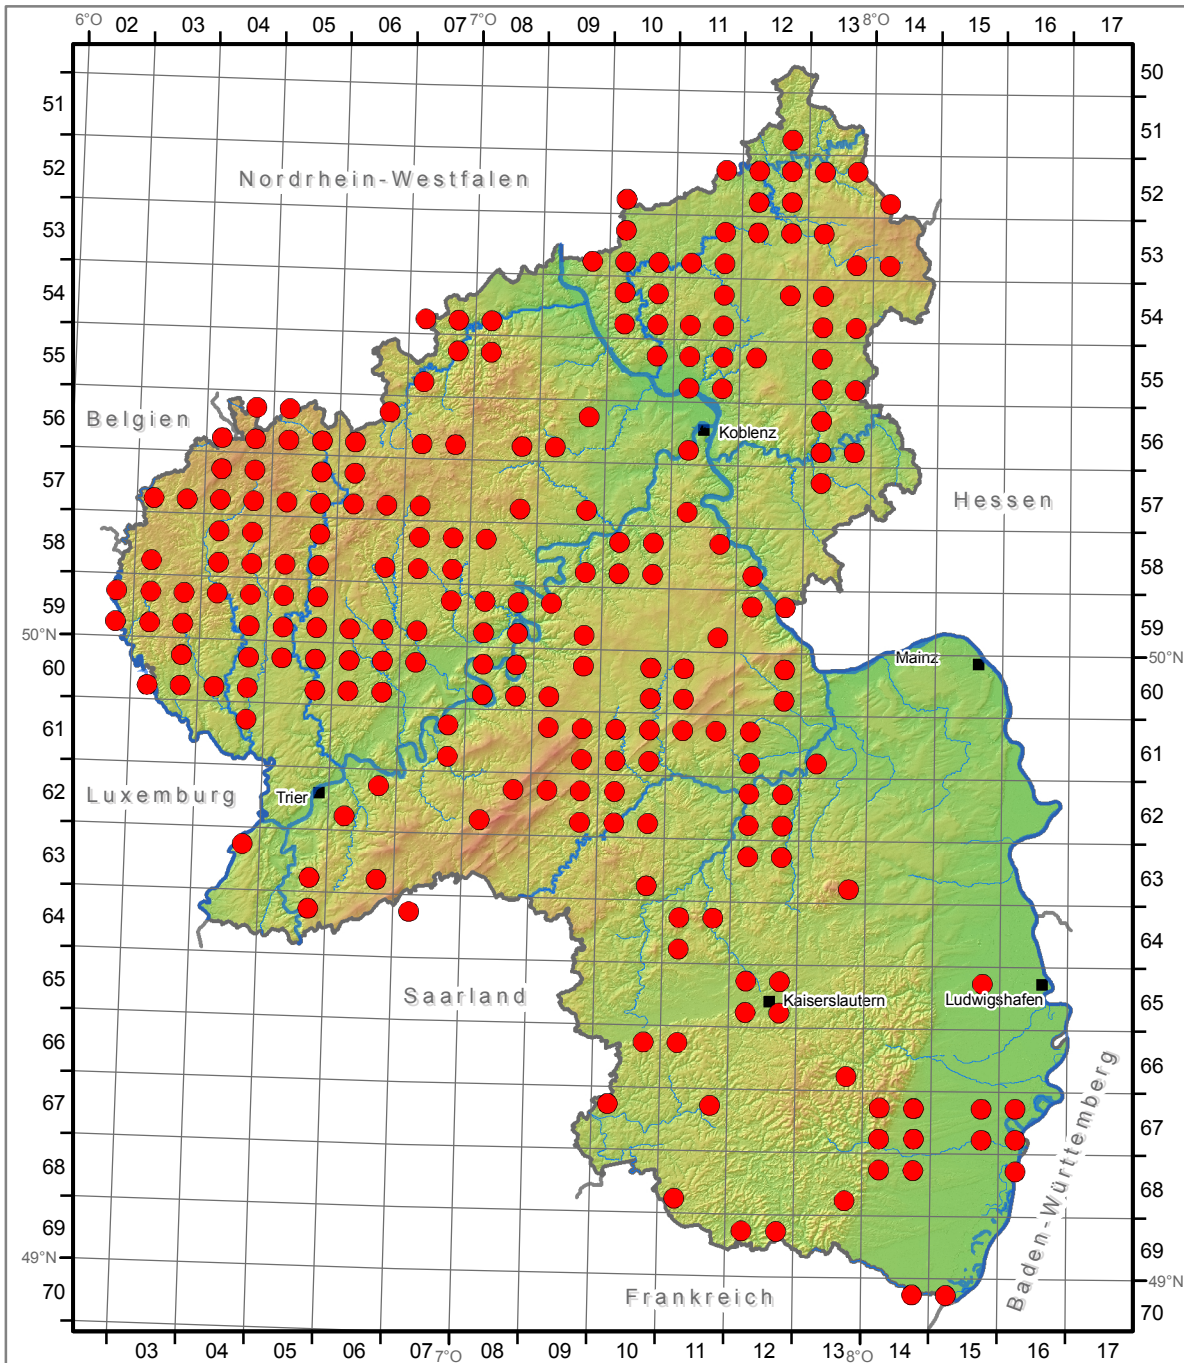 6°O 02 03 04 05 06 07 7°O 08 09 10 11 12 13 8°O 14 15 16 17
50
51
51
52
Nordrhein-Westfalen
52
53
53
54
54
55
55
56
Belgien
Koblenz
56
57
Hessen
57
58
58
59
59
50°N
Mainz
50°N
60
60
61
61
Luxemburg
Trier
62
62
63
63
64
64
65
Saarland
Kaiserslautern
Ludwigshafen
65
66
66
67
67
68
68
Baden-Württemberg
69
69
49°N
49°N
70
Frankreich
70
03 04 05 06 07 7°O 08 09 10 11 12 13 8°O 14 15 16 17